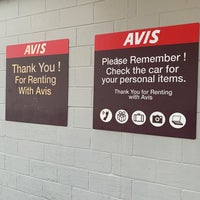 AVIS
Thank You !
For Renting
With Avis
AVIS
Please Remember !
Check the car for
your personal items.
Thank You for Renting
with Avis